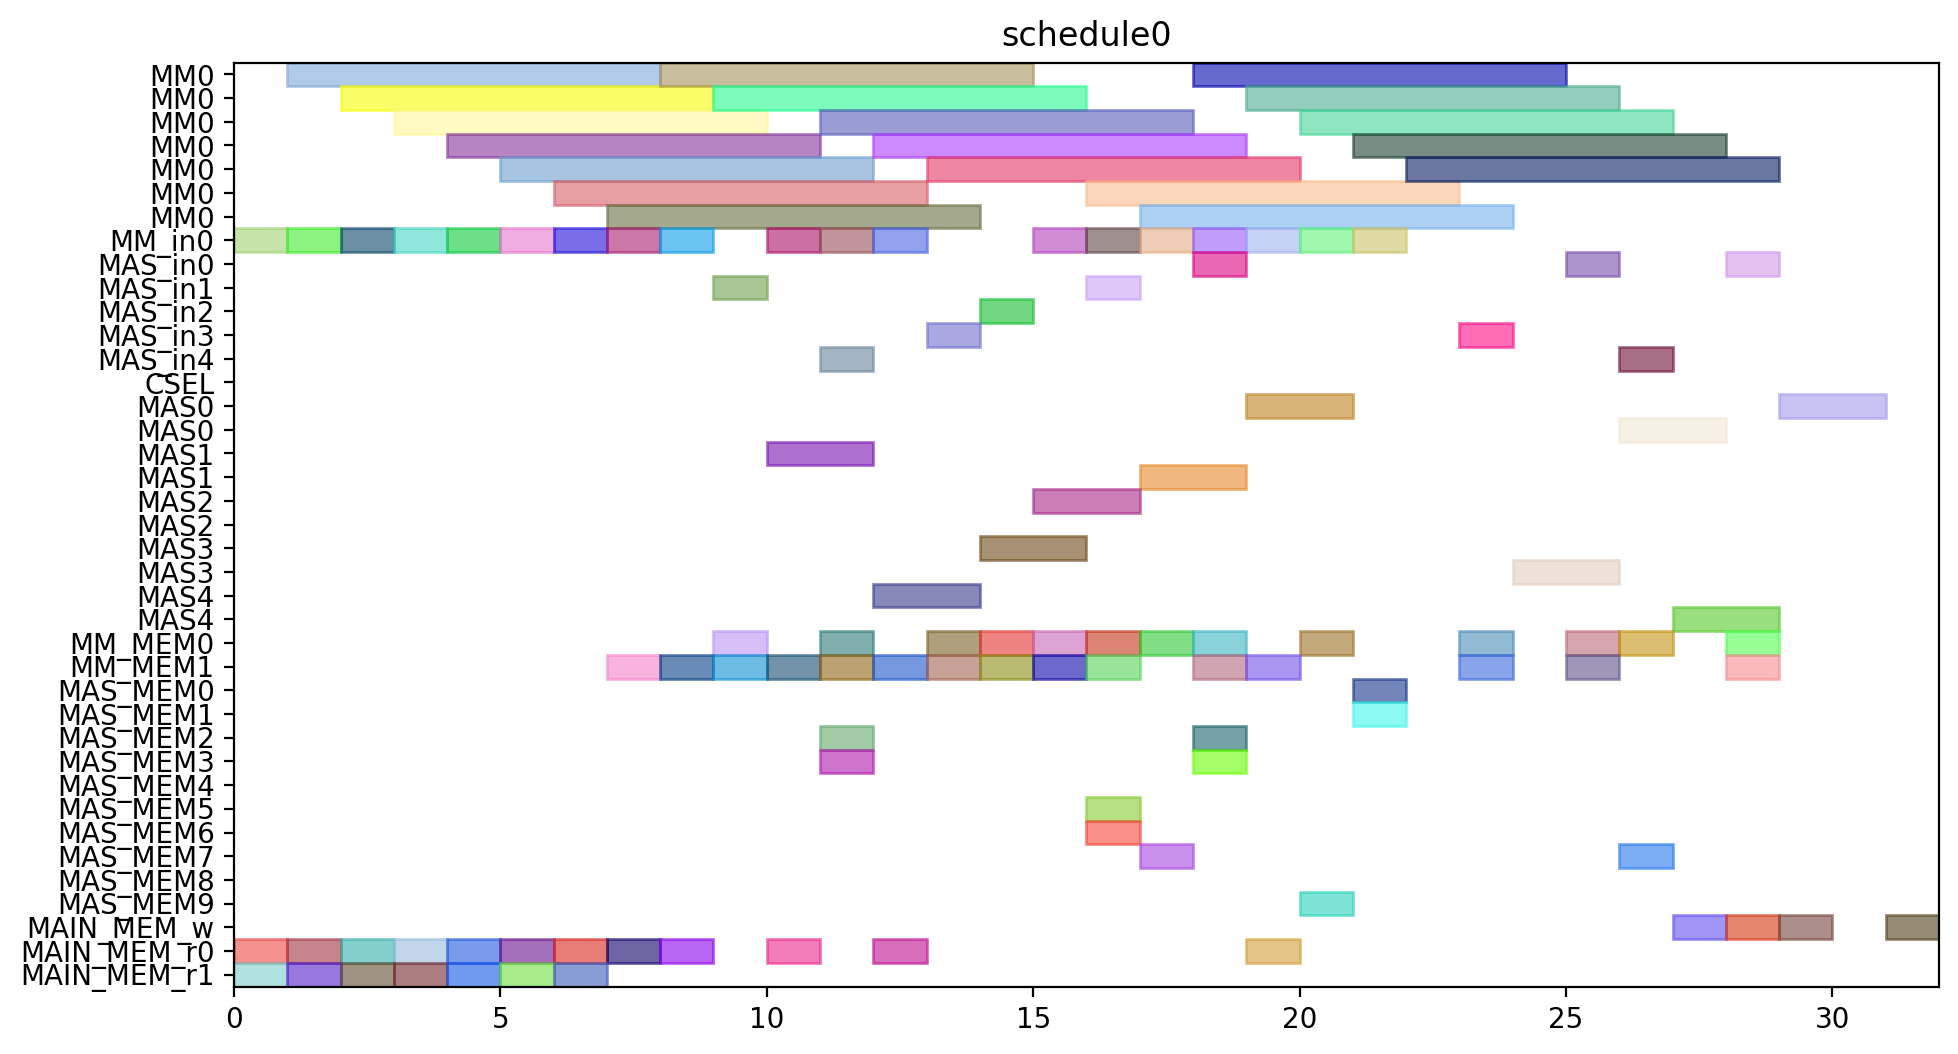 schedule0
MM0
MM0
MM0
MM0
MM0
MM0
MM0
MM_in0
MAS_in0
MAS_in1
MAS_in2
MAS_in3
MAS_in4
CSEL
MAS0
MAS0
MAS1
MAS1
MAS2
MAS2
MAS3
MAS3
MAS4
MAS4
MM_MEM0
MM_MEM1
MAS_MEM0
MAS_MEM1
MAS_MEM2
MAS_MEM3
MAS_MEM4
MAS_MEM5
MAS_MEM6
MAS_MEM7
MAS_MEM8
MAS_MEM9
MAIN_MEM_w
MAIN_MEM_r0
MAIN_MEM_r1
0 5 10 15 20 25 30